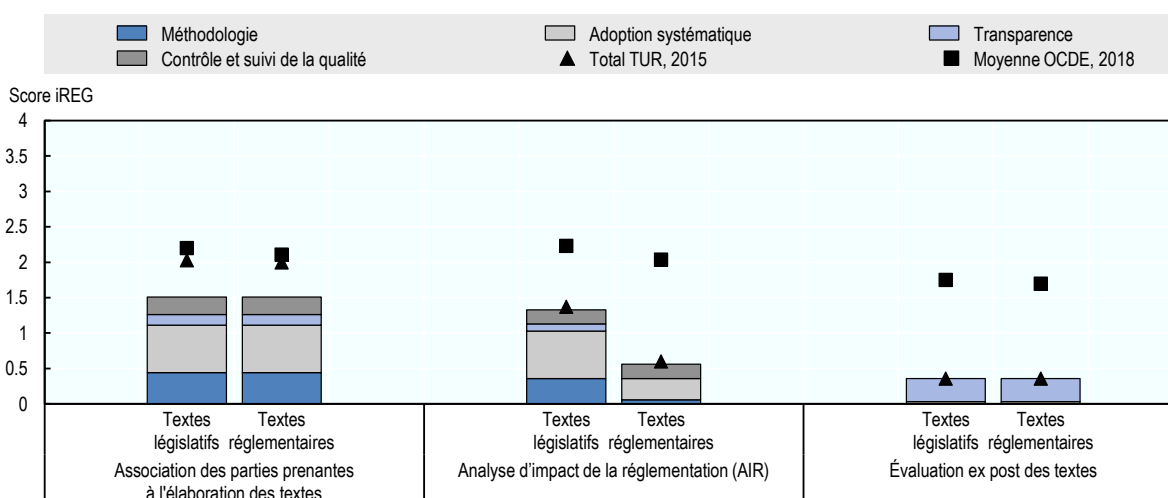 Méthodologie
Adoption systématique
Transparence
Contrôle et suivi de la qualité
Total TUR, 2015
Moyenne OCDE, 2018
Score iREG
4
3.5
3
2.5
2
1.5
1
0.5
0
Textes législatifs
Textes réglementaires
Textes législatifs
Textes réglementaires
Textes législatifs
Textes réglementaires
Association des parties prenantes
à l'élaboration des textes
Analyse d'impact de la réglementation (AIR)
Évaluation ex post des textes